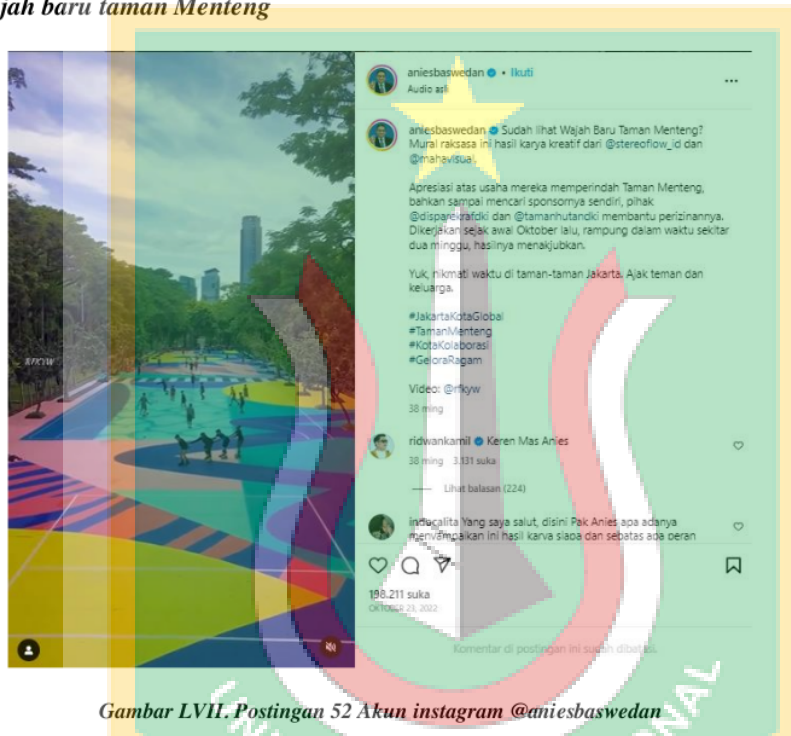 jah baru taman Menteng
aniesbaswedan • Ikuti
Audio asli
aniesbaswedan Sudah lihat Wajah Baru Taman Menteng?
Mural raksasa ini hasil karya kreatif dari @stereoflow_id dan
@mahavisual.
Apresiasi atas usaha mereka memperindah Taman Menteng,
bahkan sampai mencari sponsornya sendiri, pihak
@disparekrafdki dan @tamanhutandki membantu perizinannya.
Dikerjakan sejak awal Oktober lalu, rampung dalam waktu sekitar
dua minggu, hasilnya menakjubkan.
Yuk, nikmati waktu di taman-taman Jakarta. Ajak teman dan
keluarga.
#JakartaKotaGlobal
#TamanMenteng
#KotaKolaborasi
#GeloraRagam
Video: @rfkyw
38 ming
RFKYW
ridwankamil Keren Mas Anies
38 ming 3.131 suka
Lihat balasan (224)
indocalita Yang saya salut, disini Pak Anies apa adanya
menyampaikan ini hasil karya siapa dan sebatas apa peran
198.211 suka
OKTOBER 23, 2022
Komentar di postingan ini sudah dibatasi.
Gambar LVII. Postingan 52 Akun instagram @aniesbaswedan